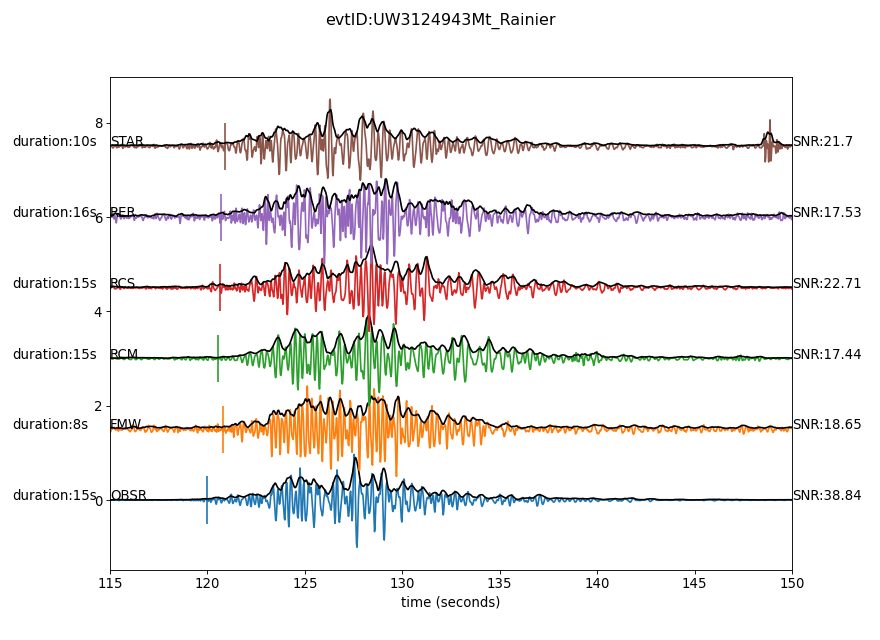 evtID:UW3124943Mt_Rainier
8
duration:10s STAR SNR:21.7
duration:16s RER SNR:17.53
6
duration:15s RCS SNR:22.71
4
duration:15s RCM SNR:17.44
2
duration:8s FMW SNR:18.65
duration:15s OBSR SNR:38.84
0
115 120 125 130 135 140 145 150
time (seconds)